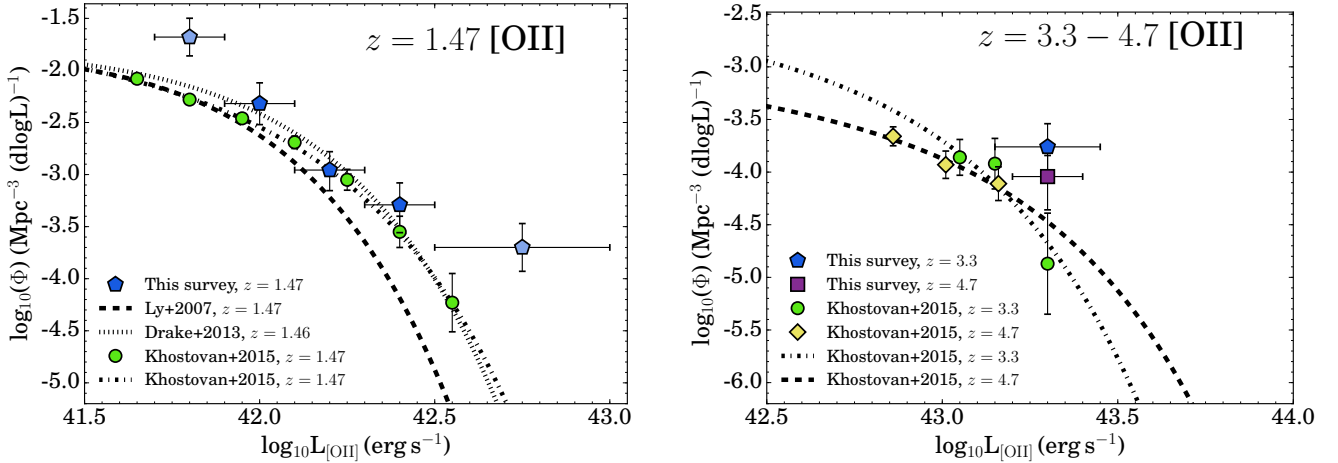 z = 1.47 [OII]
log₁₀(Φ) (Mpc⁻³ (dlogL)⁻¹)
-1.5
-2.0
-2.5
-3.0
-3.5
-4.0
-4.5
-5.0
This survey, z = 1.47
Ly+2007, z = 1.47
Drake+2013, z = 1.46
Khostovan+2015, z = 1.47
Khostovan+2015, z = 1.47
41.5 42.0 42.5 43.0
log₁₀L[OII] (erg s⁻¹)
z = 3.3 − 4.7 [OII]
log₁₀(Φ) (Mpc⁻³ (dlogL)⁻¹)
-2.5
-3.0
-3.5
-4.0
-4.5
-5.0
-5.5
-6.0
This survey, z = 3.3
This survey, z = 4.7
Khostovan+2015, z = 3.3
Khostovan+2015, z = 4.7
Khostovan+2015, z = 3.3
Khostovan+2015, z = 4.7
42.5 43.0 43.5 44.0
log₁₀L[OII] (erg s⁻¹)